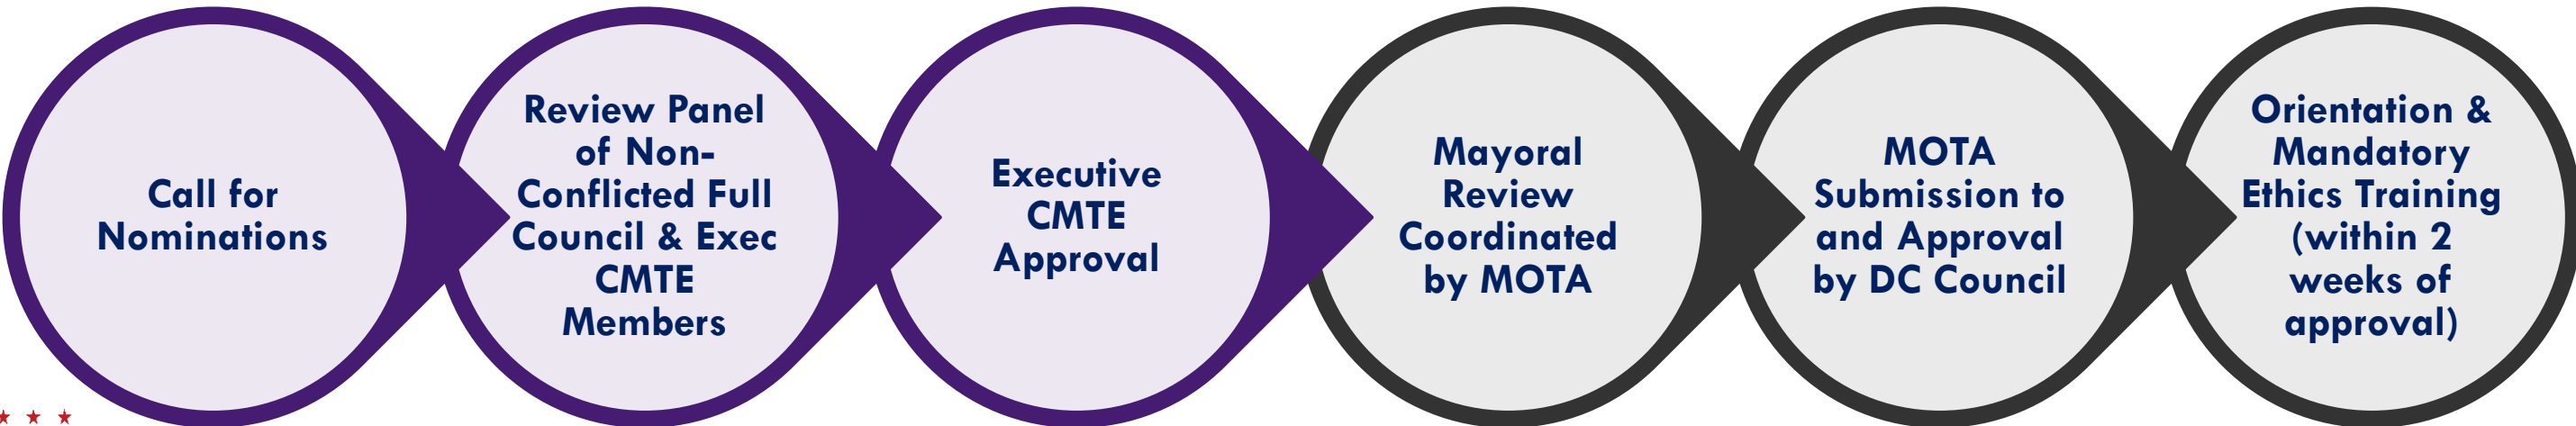 Call for
Nominations
Review Panel
of Non-
Conflicted Full
Council & Exec
CMTE
Members
Executive
CMTE
Approval
Mayoral
Review
Coordinated
by MOTA
MOTA
Submission to
and Approval
by DC Council
Orientation &
Mandatory
Ethics Training
(within 2
weeks of
approval)